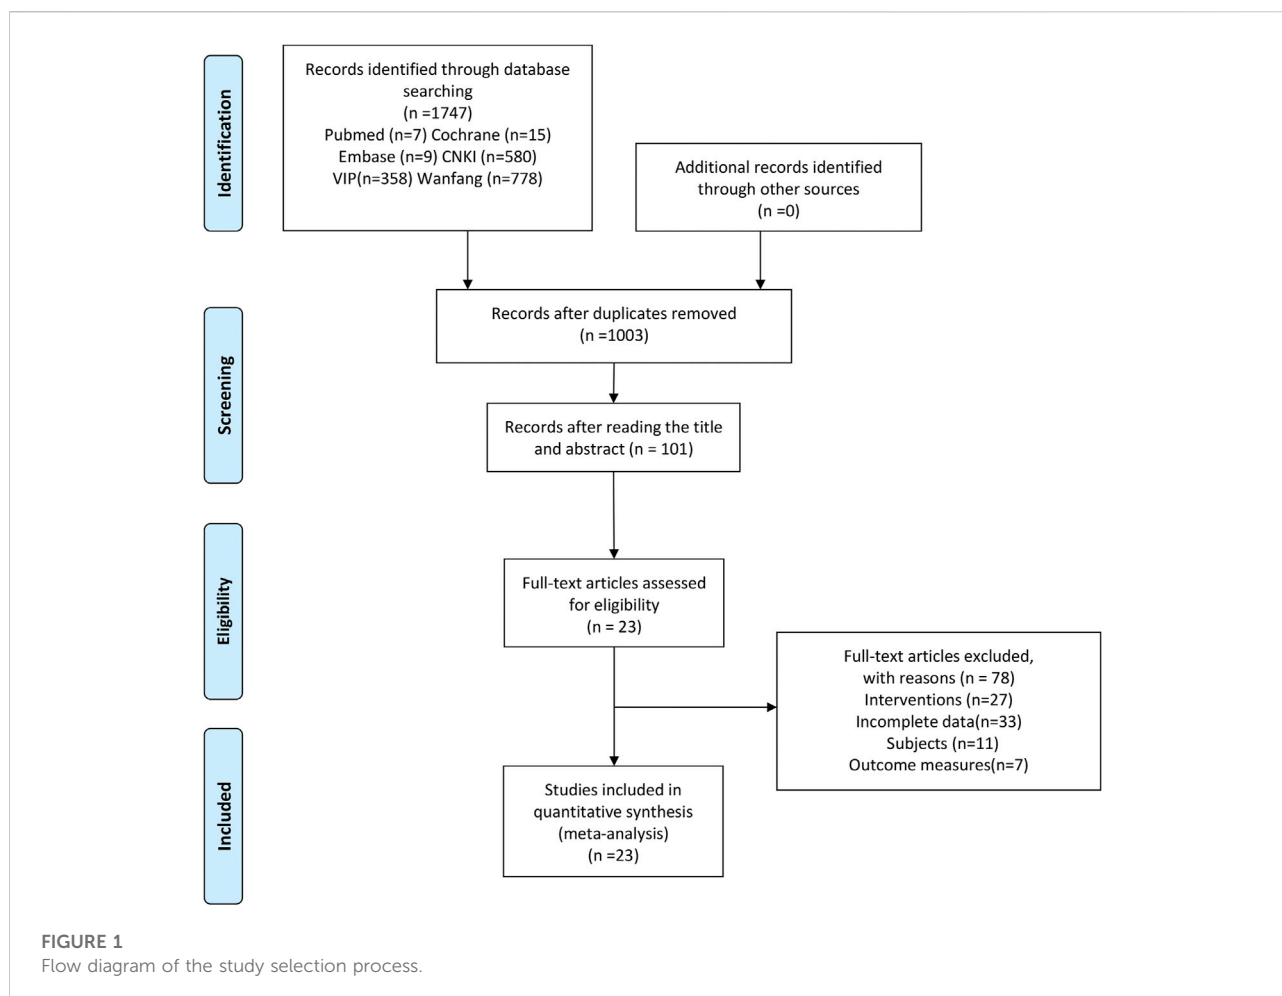 Identification
Records identified through database
searching
(n =1747)
Pubmed (n=7) Cochrane (n=15)
Embase (n=9) CNKI (n=580)
VIP(n=358) Wanfang (n=778)
Additional records identified
through other sources
(n =0)
Screening
Records after duplicates removed
(n =1003)
Records after reading the title
and abstract (n = 101)
Eligibility
Full-text articles assessed
for eligibility
(n = 23)
Full-text articles excluded,
with reasons (n = 78)
Interventions (n=27)
Incomplete data(n=33)
Subjects (n=11)
Outcome measures(n=7)
Included
Studies included in
quantitative synthesis
(meta-analysis)
(n =23)
FIGURE 1
Flow diagram of the study selection process.